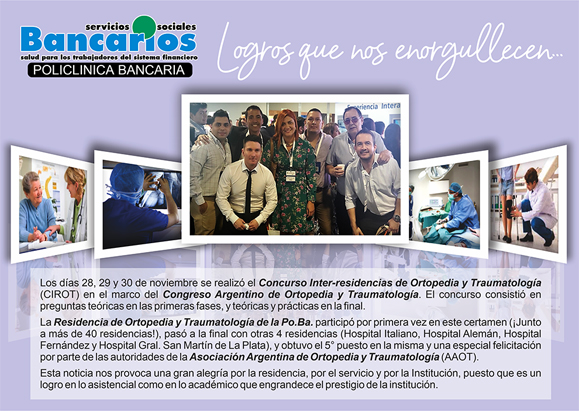 servicios sociales
Bancarios
salud para los trabajadores del sistema financiero
POLICLINICA BANCARIA
Logros que nos enorgullecen...
Experiencia Intera
Los días 28, 29 y 30 de noviembre se realizó el Concurso Inter-residencias de Ortopedia y Traumatología
(CIROT) en el marco del Congreso Argentino de Ortopedia y Traumatología. El concurso consistió en
preguntas teóricas en las primeras fases, y teóricas y prácticas en la final.
La Residencia de Ortopedia y Traumatología de la Po.Ba. participó por primera vez en este certamen (¡Junto
a más de 40 residencias!), pasó a la final con otras 4 residencias (Hospital Italiano, Hospital Alemán, Hospital
Fernández y Hospital Gral. San Martín de La Plata), y obtuvo el 5° puesto en la misma y una especial felicitación
por parte de las autoridades de la Asociación Argentina de Ortopedia y Traumatología (AAOT).
Esta noticia nos provoca una gran alegría por la residencia, por el servicio y por la Institución, puesto que es un
logro en lo asistencial como en lo académico que engrandece el prestigio de la institución.